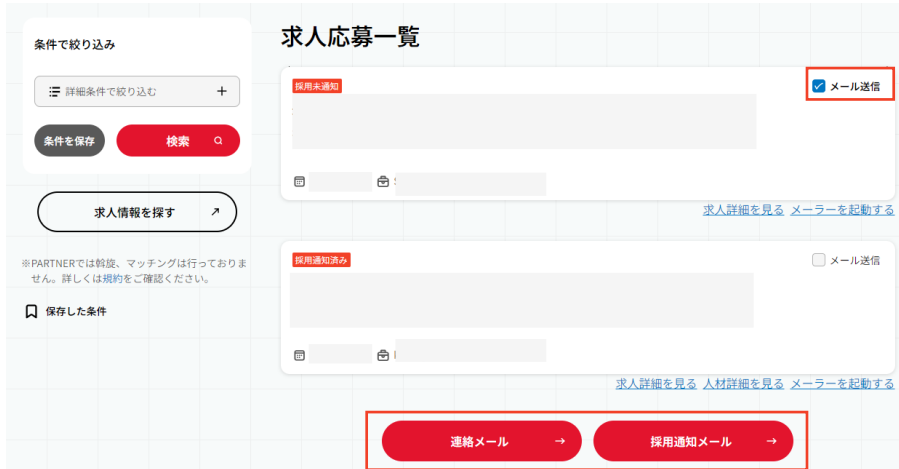 条件で絞り込み
詳細条件で絞り込む
条件を保存
検索
求人情報を探す
※PARTNERでは斡旋、マッチングは行っておりま
せん。詳しくは規約をご確認ください。
保存した条件
求人応募一覧
採用未通知
メール送信
求人詳細を見る メーラーを起動する
採用通知済み
メール送信
求人詳細を見る 人材詳細を見る メーラーを起動する
連絡メール
採用通知メール